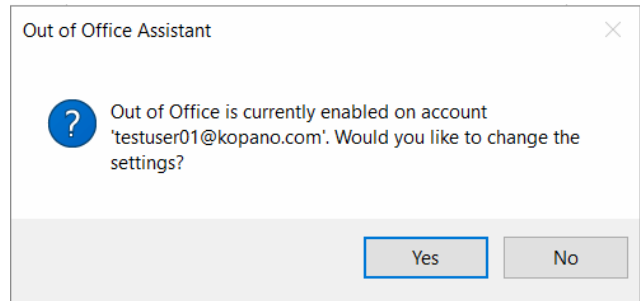 Out of Office Assistant
Out of Office is currently enabled on account
'testuser01@kopano.com'. Would you like to change the
settings?
Yes
No